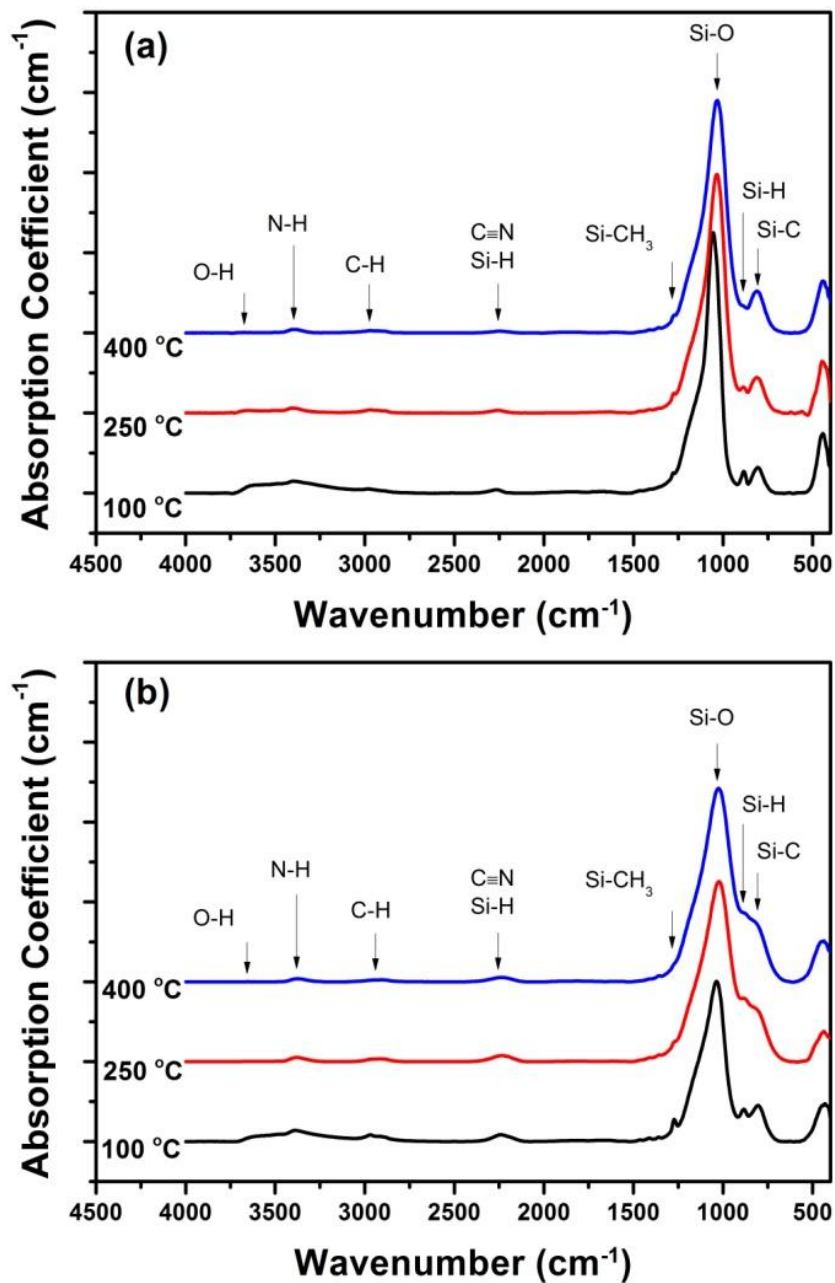 (a)
Si-O
Si-H
Si-C
Si-CH₃
C≡N
Si-H
C-H
N-H
O-H
400 °C
250 °C
100 °C
Absorption Coefficient (cm⁻¹)
4500 4000 3500 3000 2500 2000 1500 1000 500
Wavenumber (cm⁻¹)
(b)
Si-O
Si-H
Si-C
Si-CH₃
C≡N
Si-H
C-H
N-H
O-H
400 °C
250 °C
100 °C
Absorption Coefficient (cm⁻¹)
4500 4000 3500 3000 2500 2000 1500 1000 500
Wavenumber (cm⁻¹)